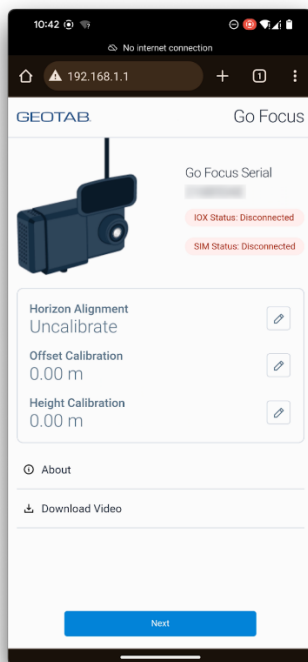 10:42
No internet connection
192.168.1.1
1
GEOTAB
Go Focus
Go Focus Serial
IOX Status: Disconnected
SIM Status: Disconnected
Horizon Alignment
Uncalibrate
Offset Calibration
0.00 m
Height Calibration
0.00 m
About
Download Video
Next